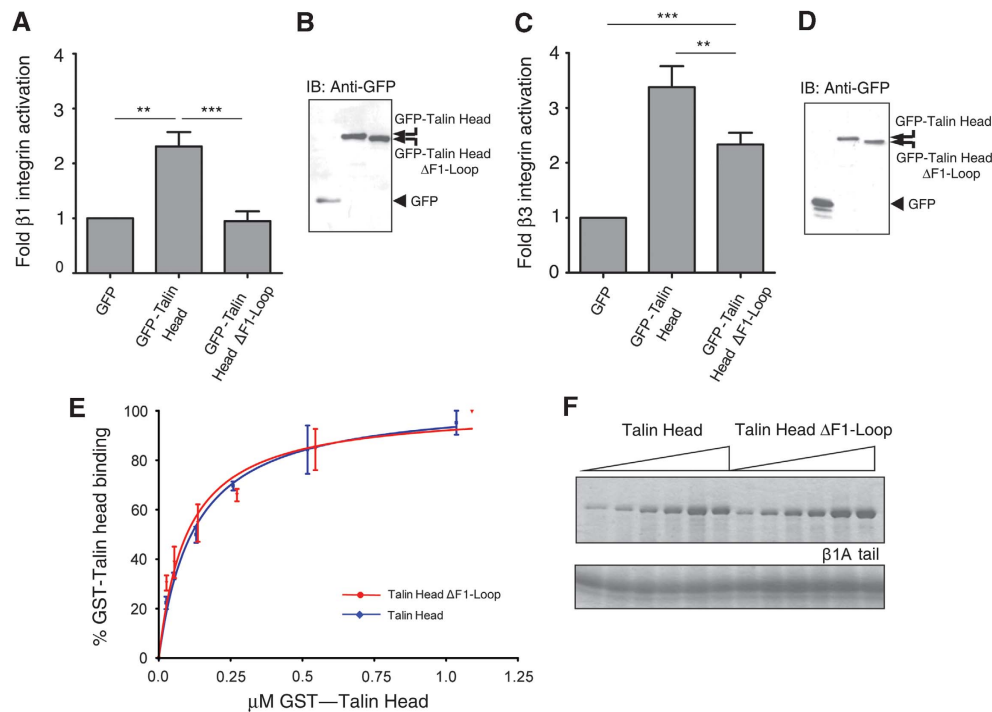 A
Fold β1 integrin activation
4
3
2
1
0
**
***
GFP
GFP-Talin
Head
GFP-Talin
Head ΔF1-Loop
B
IB: Anti-GFP
GFP-Talin Head
GFP-Talin Head
ΔF1-Loop
GFP
C
Fold β3 integrin activation
4
3
2
1
0
***
**
GFP
GFP-Talin
Head
GFP-Talin
Head ΔF1-Loop
D
IB: Anti-GFP
GFP-Talin Head
GFP-Talin Head
ΔF1-Loop
GFP
E
% GST-Talin head binding
100
80
60
40
20
0
Talin Head ΔF1-Loop
Talin Head
0.0 0.25 0.5 0.75 1.0 1.25
μM GST—Talin Head
F
Talin Head Talin Head ΔF1-Loop
β1A tail